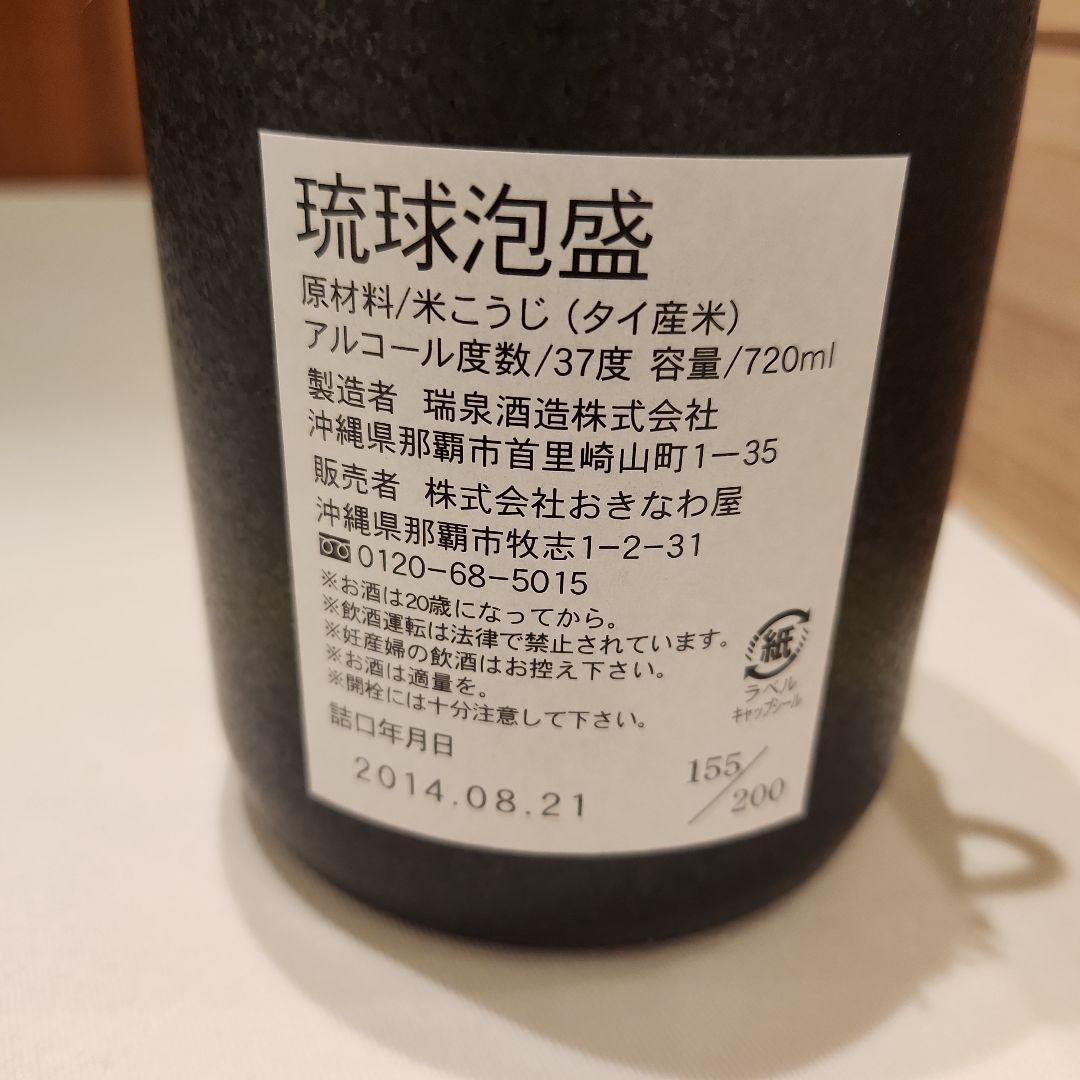 琉球泡盛
原材料/米こうじ（タイ産米）
アルコール度数/37度 容量/720ml
製造者 瑞泉酒造株式会社
沖縄県那覇市首里崎山町1−35
販売者 株式会社おきなわ屋
沖縄県那覇市牧志1−2−31
0120−68−5015
※お酒は20歳になってから。
※飲酒運転は法律で禁止されています。
※妊産婦の飲酒はお控え下さい。
※お酒は適量を。
※開栓には十分注意して下さい。
紙
ラベル
キャップシール
詰口年月日
2014.08.21
155/200